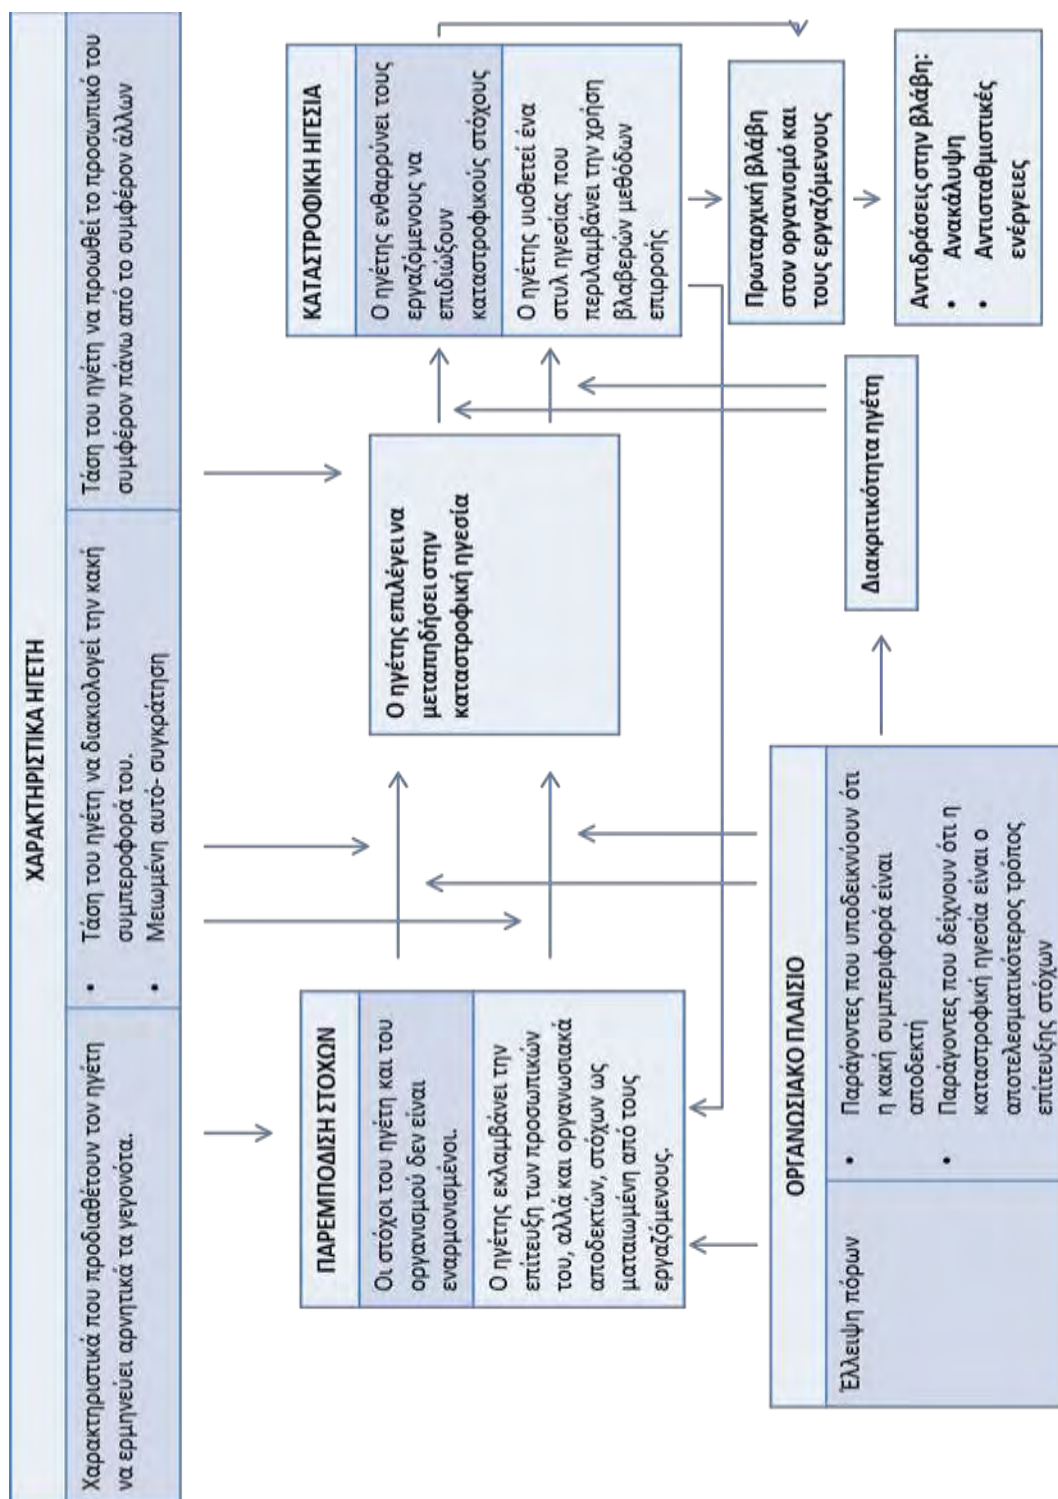 ΧΑΡΑΚΤΗΡΙΣΤΙΚΑ ΗΓΕΤΗ
Χαρακτηριστικά που προδιαθέτουν τον ηγέτη
να ερμηνεύει αρνητικά τα γεγονότα.
• Τάση του ηγέτη να διακιολογεί την κακή
συμπεροφορά του.
• Μειωμένη αυτό- συγκράτηση
Τάση του ηγέτη να προωθεί το προσωπικό του
συμφέρον πάνω από το συμφέρον άλλων
ΠΑΡΕΜΠΟΔΙΣΗ ΣΤΟΧΩΝ
Οι στόχοι του ηγέτη και του
οργανισμού δεν είναι
εναρμονισμένοι.
Ο ηγέτης εκλαμβάνει την
επίτευξη των προσωπικών
του, αλλά και οργανωσιακά
αποδεκτών, στόχων ως
ματαιωμένη από τους
εργαζόμενους.
Ο ηγέτης επιλέγει να
μεταπηδήσει στην
καταστροφική ηγεσία
ΚΑΤΑΣΤΡΟΦΙΚΗ ΗΓΕΣΙΑ
Ο ηγέτης ενθαρρύνει τους
εργαζόμενους να
επιδιώξουν
καταστροφικούς στόχους
Ο ηγέτης υιοθετεί ένα
στυλ ηγεσίας που
περιλαμβάνει την χρήση
βλαβερών μεθόδων
επιρροής
Πρωταρχική βλάβη
στον οργανισμό και
τους εργαζόμενους
Αντιδράσεις στην βλάβη:
• Ανακάλυψη
• Αντισταθμιστικές
ενέργειες
Διακριτικότητα ηγέτη
ΟΡΓΑΝΩΣΙΑΚΟ ΠΛΑΙΣΙΟ
Έλλειψη πόρων
• Παράγοντες που υποδεικνύουν ότι
η κακή συμπεριφορά είναι
αποδεκτή
• Παράγοντες που δείχνουν ότι η
καταστροφική ηγεσία είναι ο
αποτελεσματικότερος τρόπος
επίτευξης στόχων